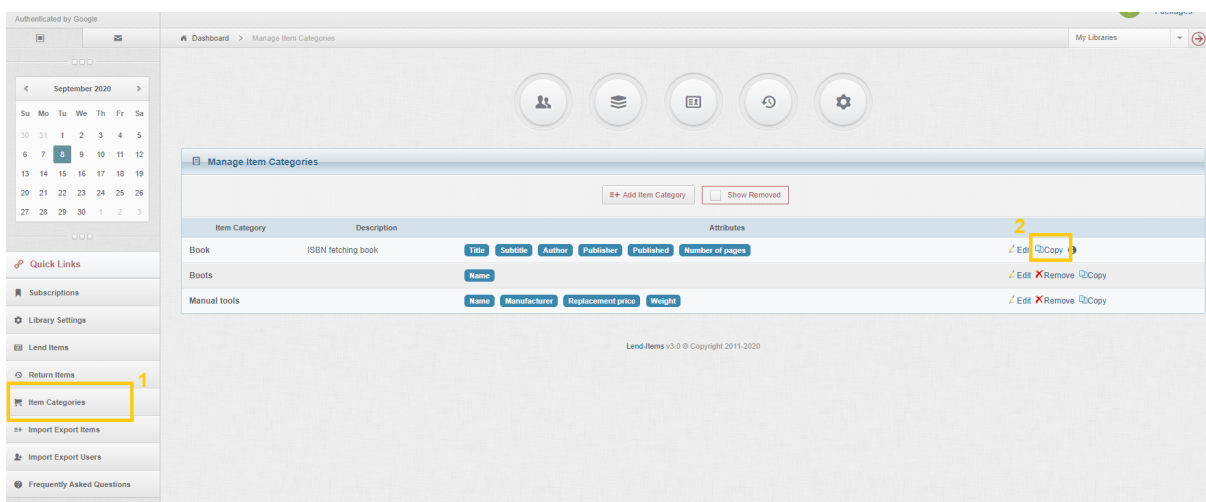 Authenticated by Google
Packages
Dashboard > Manage Item Categories
My Libraries
< September 2020 >
Su Mo Tu We Th Fr Sa
30 31 1 2 3 4 5
6 7 8 9 10 11 12
13 14 15 16 17 18 19
20 21 22 23 24 25 26
27 28 29 30 1 2 3
Quick Links
Subscriptions
Library Settings
Lend Items
Return Items
1
Item Categories
Import Export Items
Import Export Users
Frequently Asked Questions
Manage Item Categories
Add Item Category
Show Removed
Item Category Description Attributes
2
Book ISBN fetching book Title Subtitle Author Publisher Published Number of pages Edit Copy
Boots Name Edit Remove Copy
Manual tools Name Manufacturer Replacement price Weight Edit Remove Copy
Lend-Items v3.0 © Copyright 2011-2020